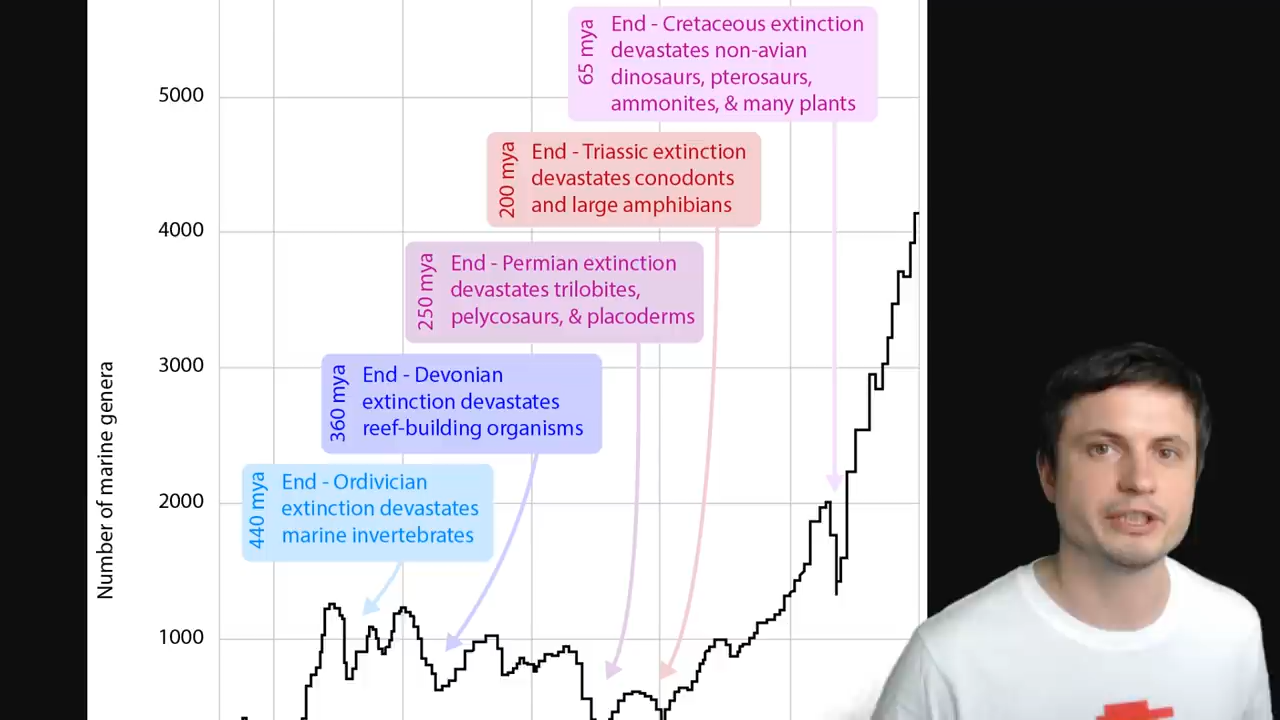 65 mya
End - Cretaceous extinction
devastates non-avian
dinosaurs, pterosaurs,
ammonites, & many plants
5000
200 mya
End - Triassic extinction
devastates conodonts
and large amphibians
4000
250 mya
End - Permian extinction
devastates trilobites,
pelycosaurs, & placoderms
3000
360 mya
End - Devonian
extinction devastates
reef-building organisms
440 mya
End - Ordivician
extinction devastates
marine invertebrates
2000
1000
Number of marine genera